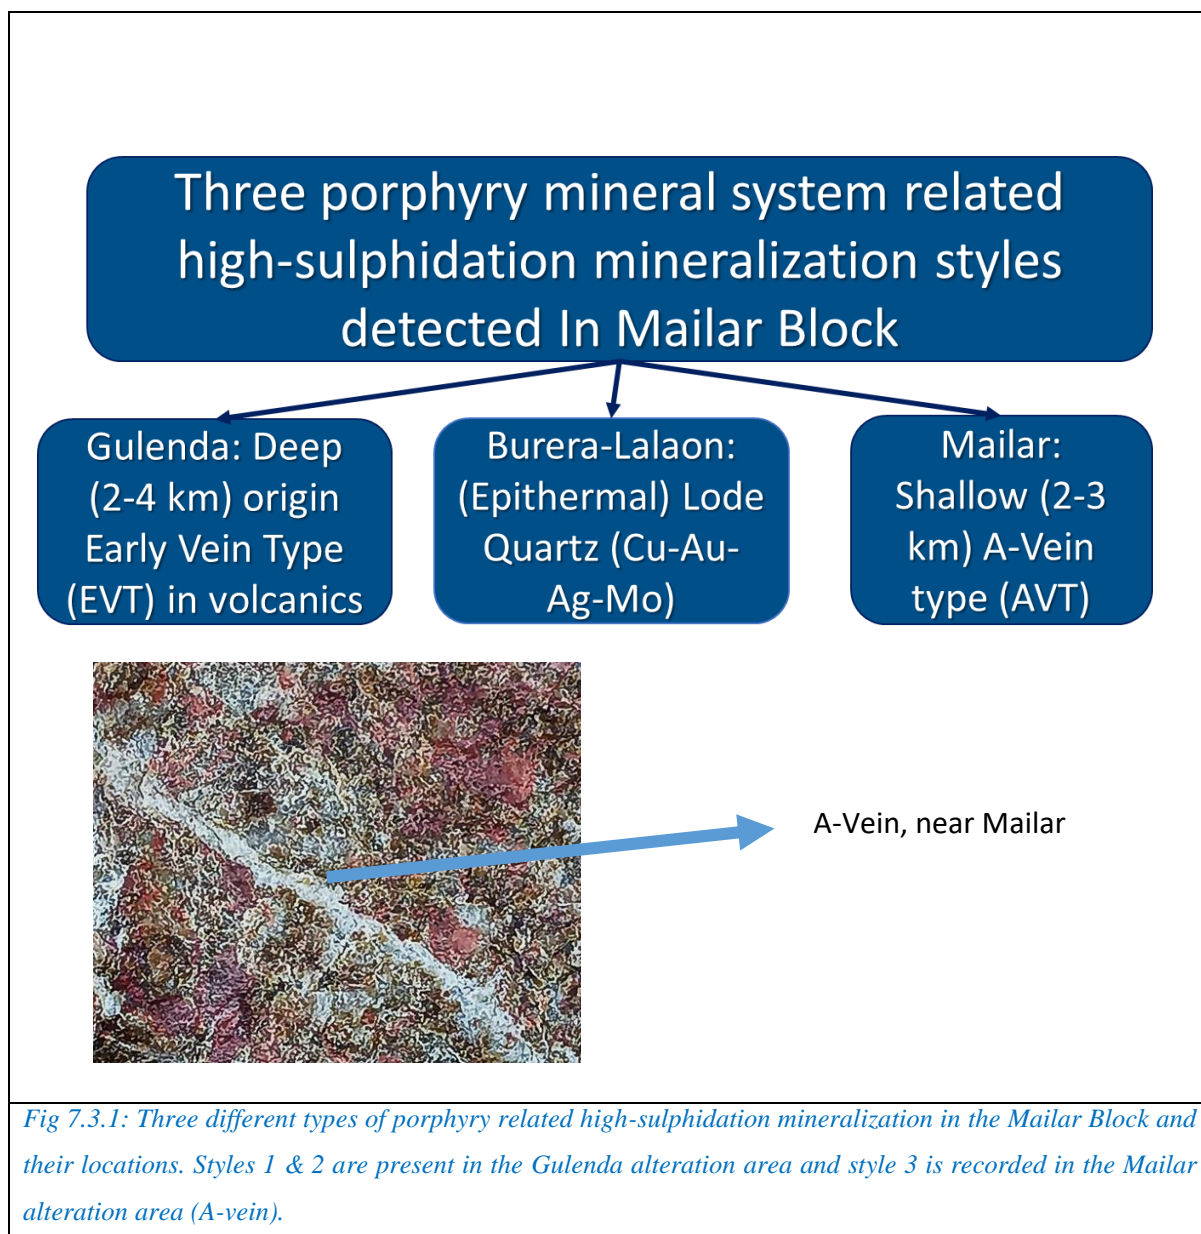 Three porphyry mineral system related
high-sulphidation mineralization styles
detected In Mailar Block
Gulenda: Deep
(2-4 km) origin
Early Vein Type
(EVT) in volcanics
Burera-Lalaon:
(Epithermal) Lode
Quartz (Cu-Au-
Ag-Mo)
Mailar:
Shallow (2-3
km) A-Vein
type (AVT)
A-Vein, near Mailar
Fig 7.3.1: Three different types of porphyry related high-sulphidation mineralization in the Mailar Block and
their locations. Styles 1 & 2 are present in the Gulenda alteration area and style 3 is recorded in the Mailar
alteration area (A-vein).